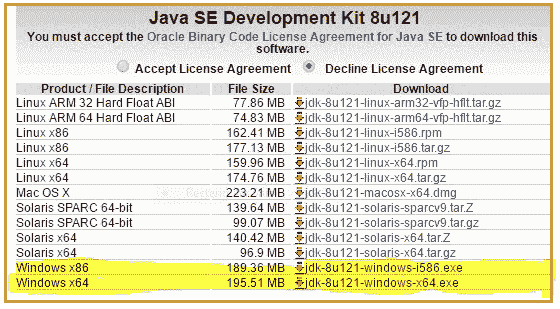 Java SE Development Kit 8u121
You must accept the Oracle Binary Code License Agreement for Java SE to download this
software.
Accept License Agreement Decline License Agreement
Product / File Description File Size Download
Linux ARM 32 Hard Float ABI 77.86 MB jdk-8u121-linux-arm32-vfp-hflt.tar.gz
Linux ARM 64 Hard Float ABI 74.83 MB jdk-8u121-linux-arm64-vfp-hflt.tar.gz
Linux x86 162.41 MB jdk-8u121-linux-i586.rpm
Linux x86 177.13 MB jdk-8u121-linux-i586.tar.gz
Linux x64 159.96 MB jdk-8u121-linux-x64.rpm
Linux x64 174.76 MB jdk-8u121-linux-x64.tar.gz
Mac OS X 223.21 MB jdk-8u121-macosx-x64.dmg
Solaris SPARC 64-bit 139.64 MB jdk-8u121-solaris-sparcv9.tar.Z
Solaris SPARC 64-bit 99.07 MB jdk-8u121-solaris-sparcv9.tar.gz
Solaris x64 140.42 MB jdk-8u121-solaris-x64.tar.Z
Solaris x64 96.9 MB jdk-8u121-solaris-x64.tar.gz
Windows x86 189.36 MB jdk-8u121-windows-i586.exe
Windows x64 195.51 MB jdk-8u121-windows-x64.exe